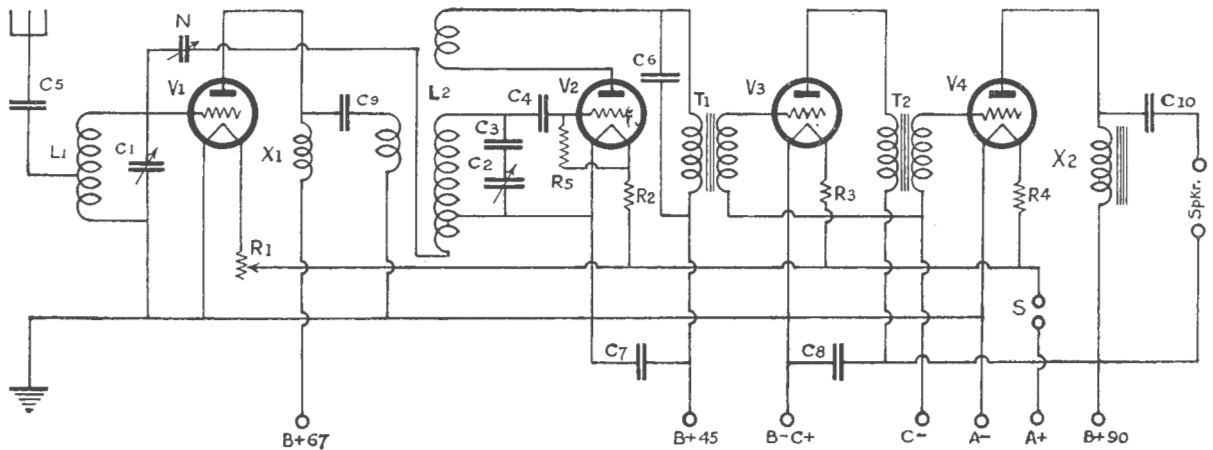 N
C5
V1
C9
L1
C1
X1
R1
B+67
L2
C4
V2
C6
C3
C2
R5
R2
T1
V3
T2
V4
C10
X2
R3
R4
SpKr.
S
C7
C8
B+45
B-C+
C-
A-
A+
B+90